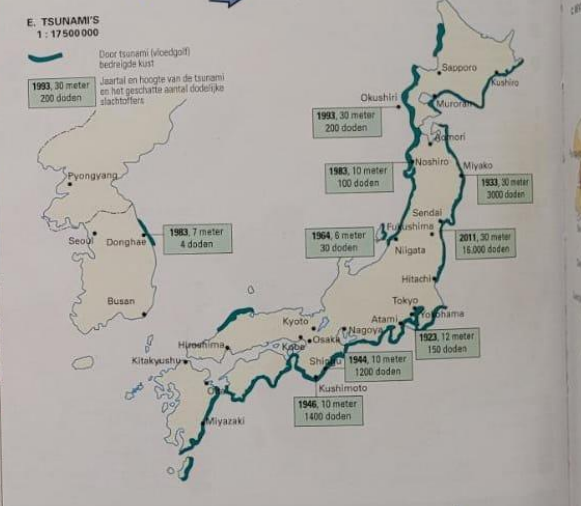 E. TSUNAMI'S
1 : 17 500 000
Door tsunami (vloedgolf)
bedreigde kust
1993, 30 meter
200 doden
Jaartal en hoogte van de tsunami
en het geschatte aantal dodelijke
slachtoffers
Sapporo
Kushiro
Okushiri
Muroran
1993, 30 meter
200 doden
Aomori
Noshiro
Miyako
1983, 10 meter
100 doden
1933, 30 meter
3000 doden
Pyongyang
Sendai
1983, 7 meter
4 doden
1964, 6 meter
30 doden
Fukushima
2011, 30 meter
16.000 doden
Seoul
Donghae
Niigata
Hitachi
Busan
Tokyo
Kyoto
Atami
Yokohama
Nagoya
1923, 12 meter
150 doden
Hiroshima
Kobe
Osaka
Kitakyushu
Shingu
1944, 10 meter
1200 doden
Kushimoto
1946, 10 meter
1400 doden
Miyazaki